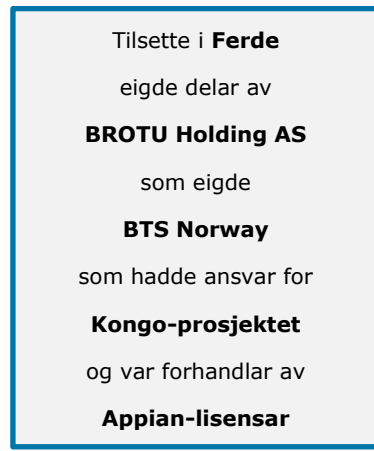 Tilsette i Ferde
eigde delar av
BROTU Holding AS
som eigde
BTS Norway
som hadde ansvar for
Kongo-prosjektet
og var forhandlar av
Appian-lisensar